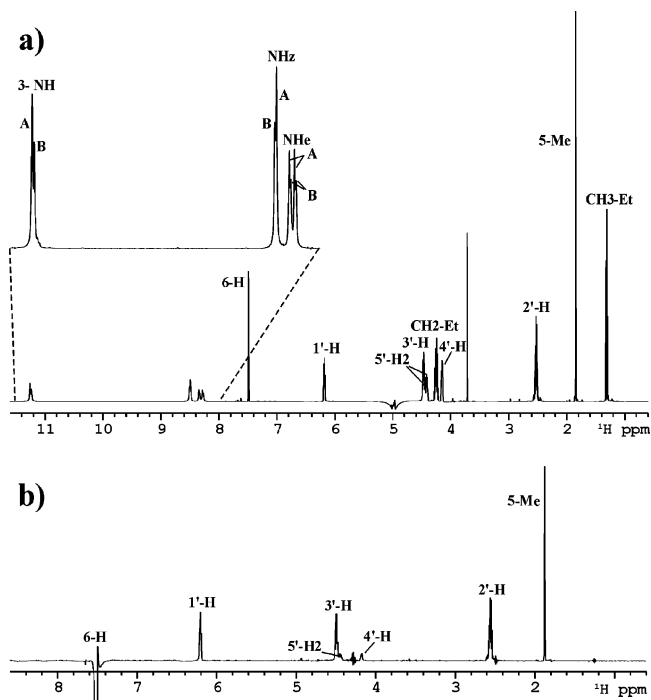 a)
3- NH
A
B
NHz
A
B
NHe
A
B
5-Me
CH3-Et
6-H
1'-H
CH2-Et
3'-H
4'-H
5'-H2
2'-H
11 10 9 8 7 6 5 4 3 2 ¹H ppm
b)
5-Me
1'-H
3'-H
2'-H
6-H
5'-H2
4'-H
8 7 6 5 4 3 2 ¹H ppm